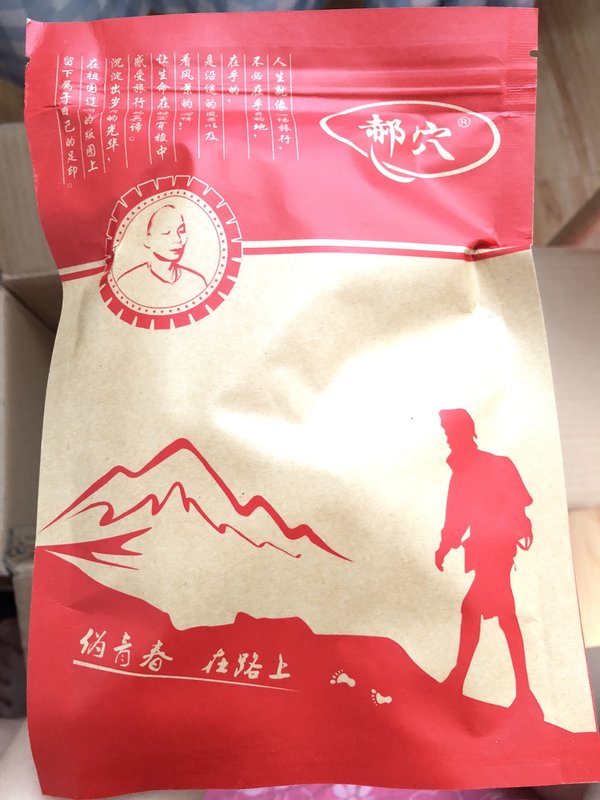 郝穴®
人生就像一场旅行,
不必在乎目的地,
在乎的,
是沿途的风景以及
看风景的心情!
让生命在穿梭中
感受旅行的真谛。
沉淀出岁月的光华,
在祖国辽阔的版图上
留下属于自己的足印。
青春 在路上